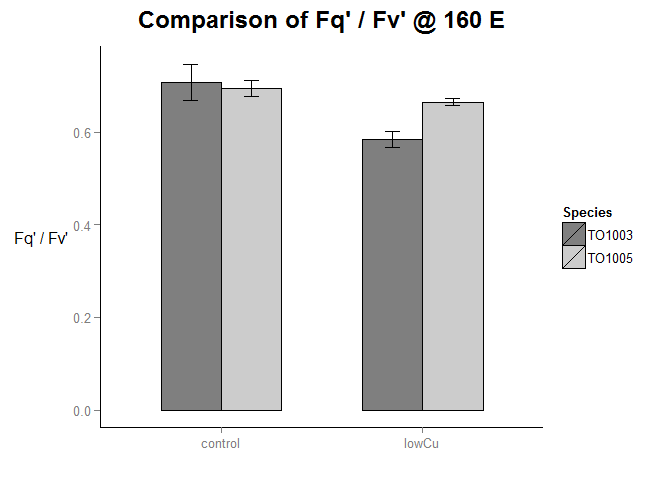 Comparison of Fq' / Fv' @ 160 E
Fq' / Fv'
0.6
0.4
0.2
0.0
control
lowCu
Species
TO1003
TO1005